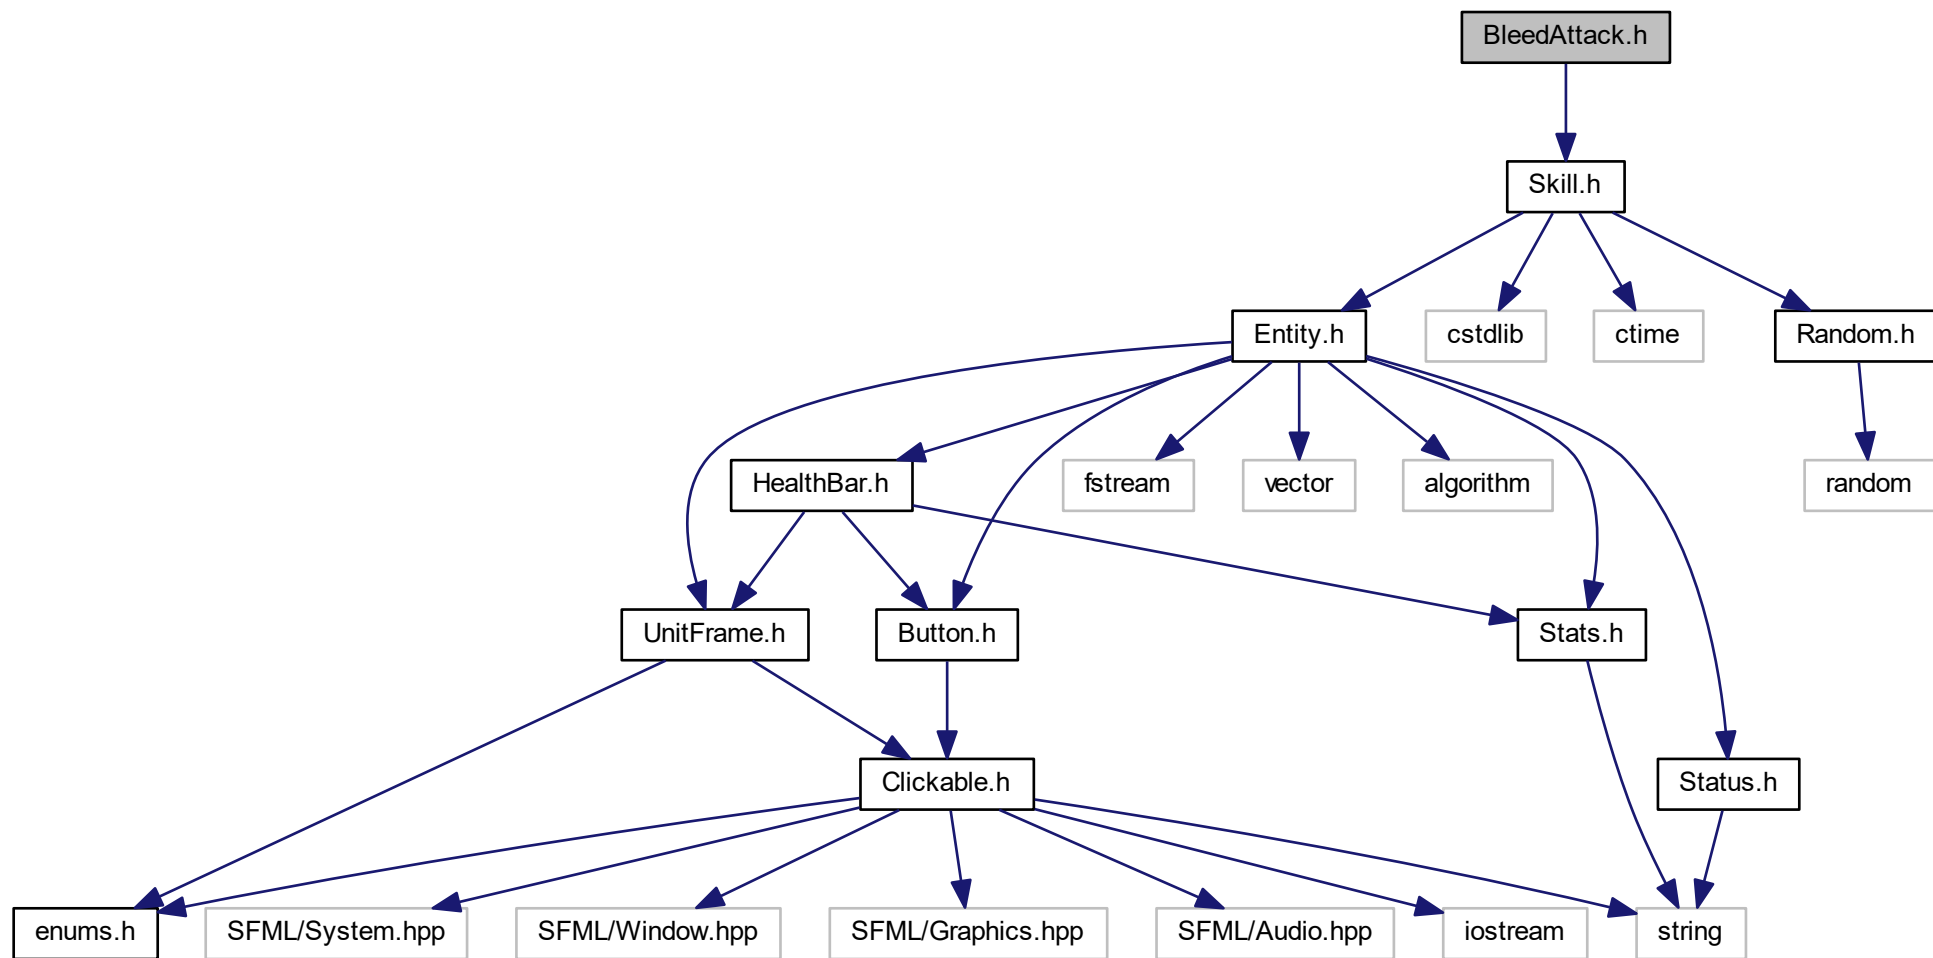 BleedAttack.h
Skill.h
Entity.h
cstdlib
ctime
Random.h
HealthBar.h
fstream
vector
algorithm
random
UnitFrame.h
Button.h
Stats.h
Clickable.h
Status.h
enums.h
SFML/System.hpp
SFML/Window.hpp
SFML/Graphics.hpp
SFML/Audio.hpp
iostream
string